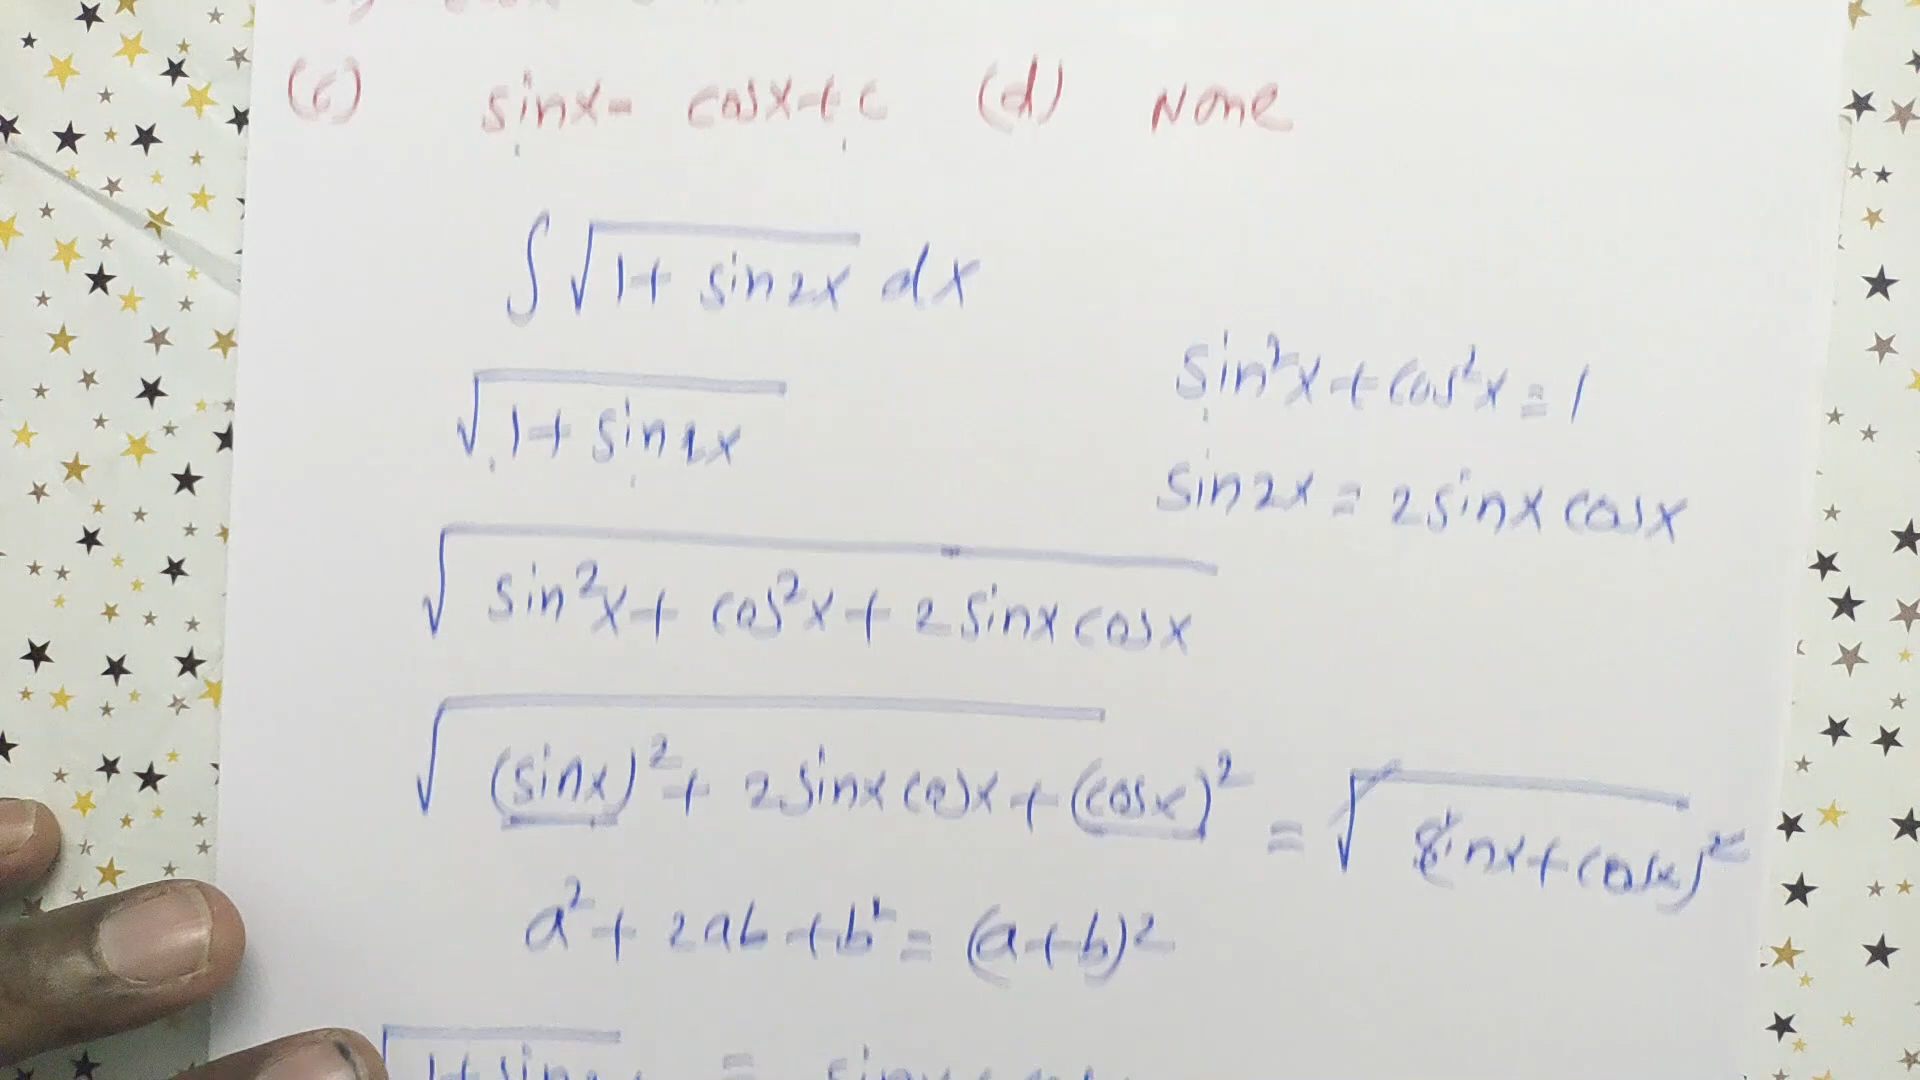 (c) sinx- cosx+c (d) None
∫√1+ sin2x dx
sin²x+cos²x=1
√1+ sin2x
sin2x = 2sinx cosx
√sin²x+ cos²x+ 2sinx cosx
√(sinx)²+ 2sinx cosx+(cosx)² = √sinx+cosx)²
a²+ 2ab+b² = (a+b)²